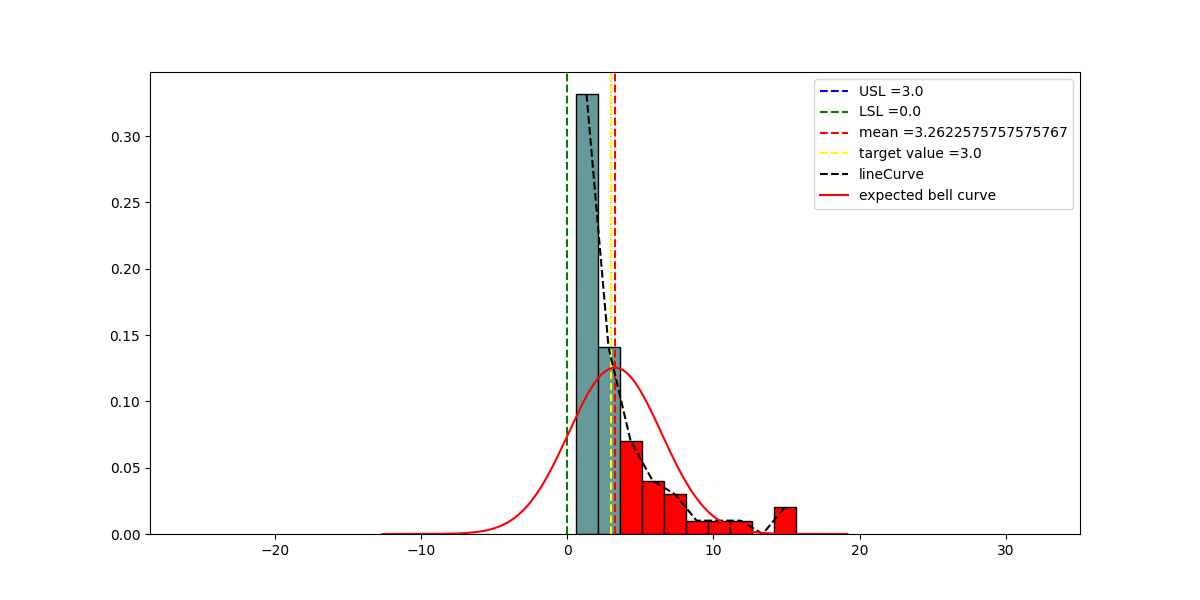 USL =3.0
LSL =0.0
mean =3.2622575757575767
target value =3.0
lineCurve
expected bell curve
0.30
0.25
0.20
0.15
0.10
0.05
0.00
−20
−10
0
10
20
30